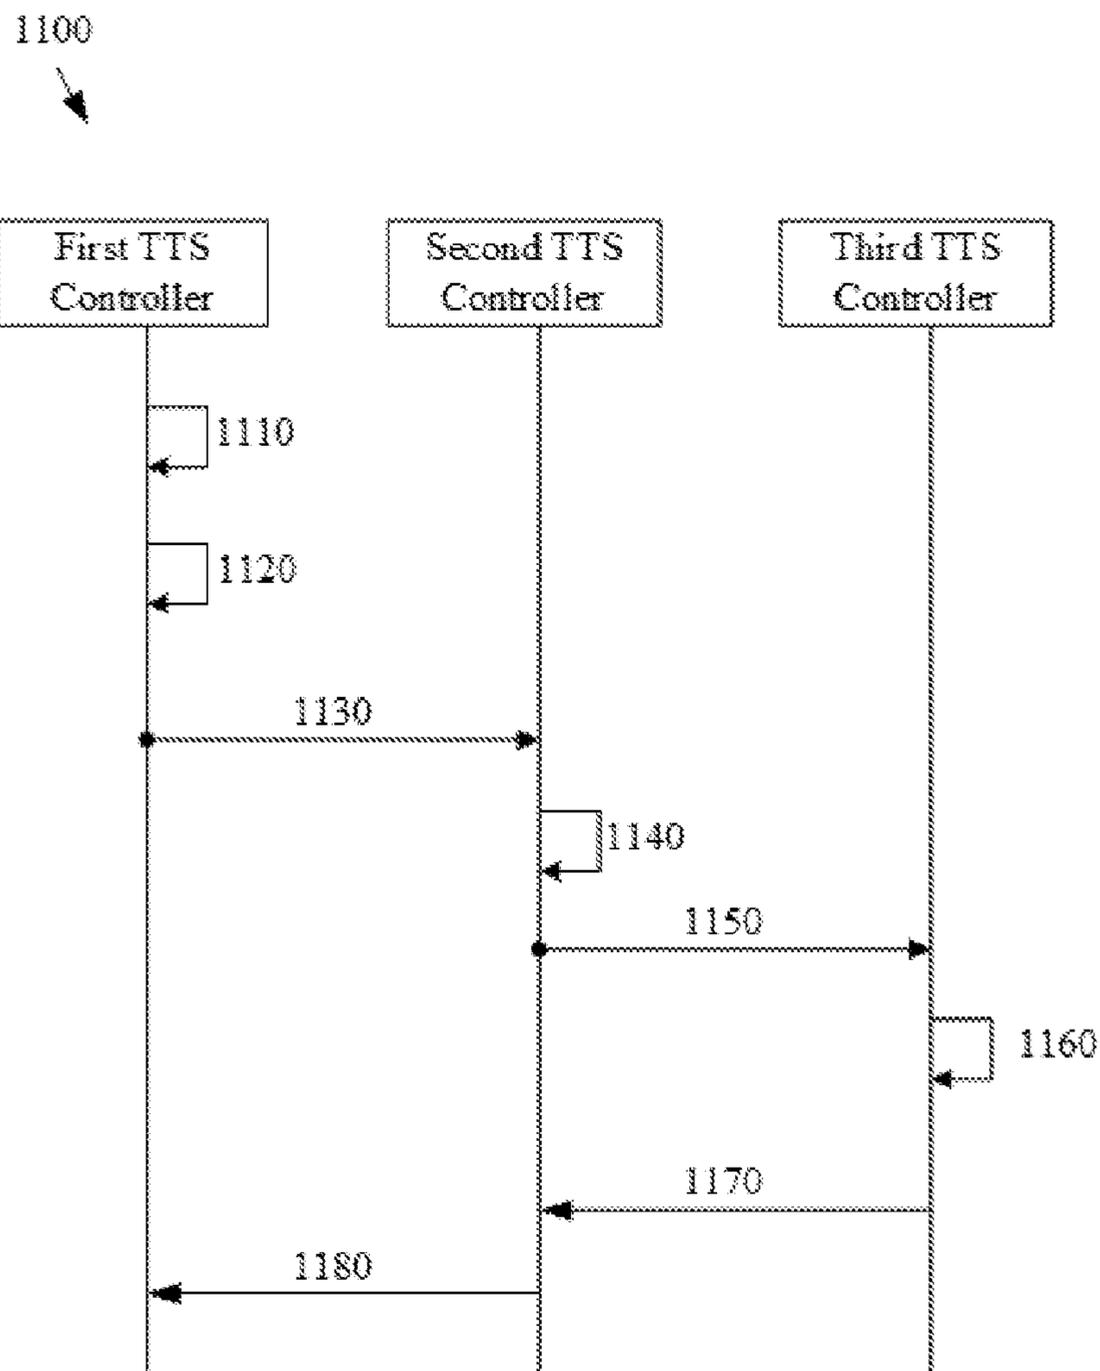 1100
First TTS
Controller
Second TTS
Controller
Third TTS
Controller
1110
1120
1130
1140
1150
1160
1170
1180